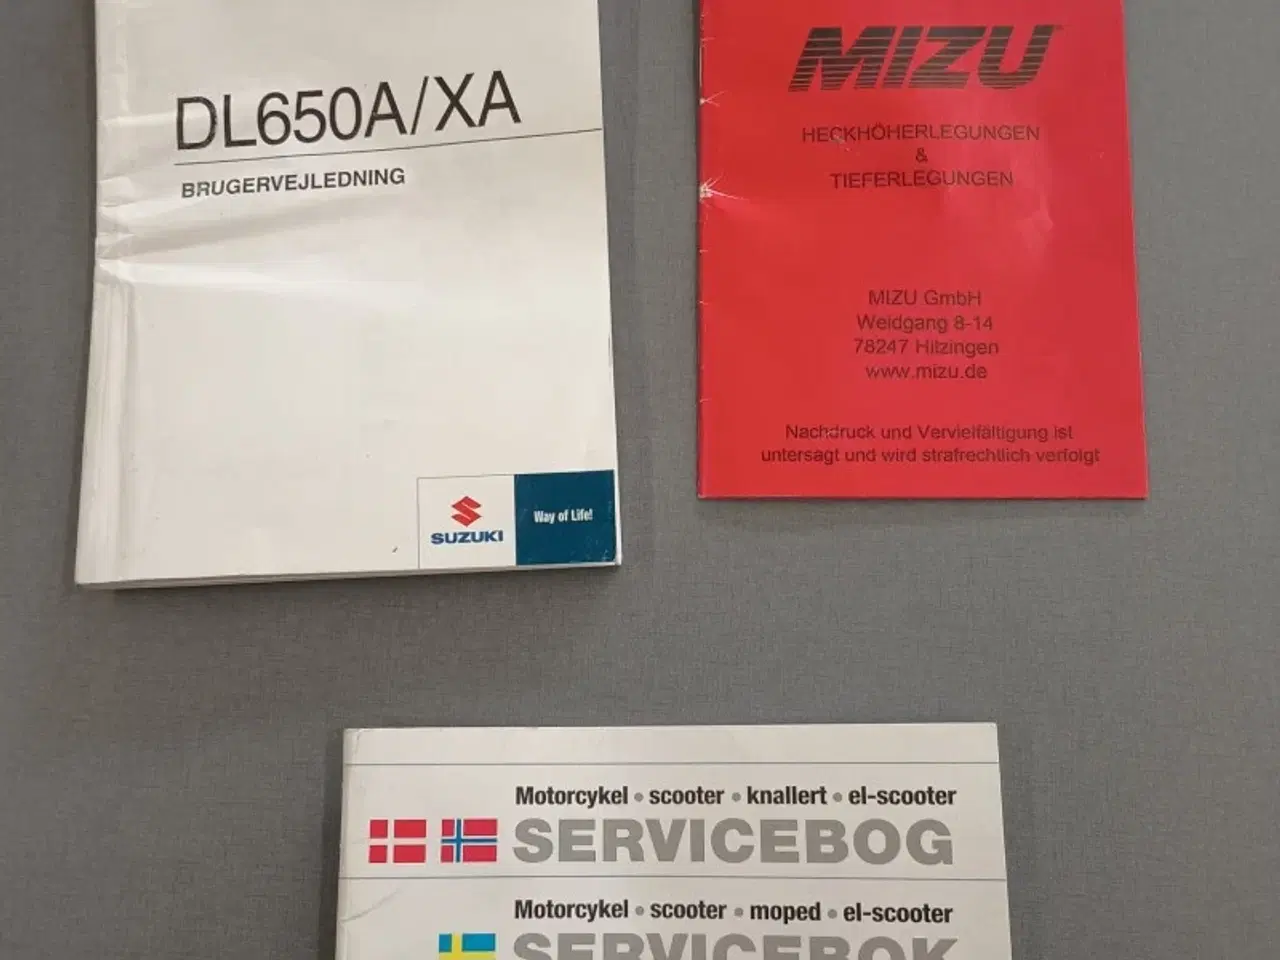 DL650A/XA
BRUGERVEJLEDNING
SUZUKI
Way of Life!
MIZU
HECKHÖHERLEGUNGEN
&
TIEFERLEGUNGEN
MIZU GmbH
Weidgang 8-14
78247 Hilzingen
www.mizu.de
Nachdruck und Vervielfältigung ist
untersagt und wird strafrechtlich verfolgt
Motorcykel • scooter • knallert • el-scooter
SERVICEBOG
Motorcykel • scooter • moped • el-scooter
SERVICEBOK